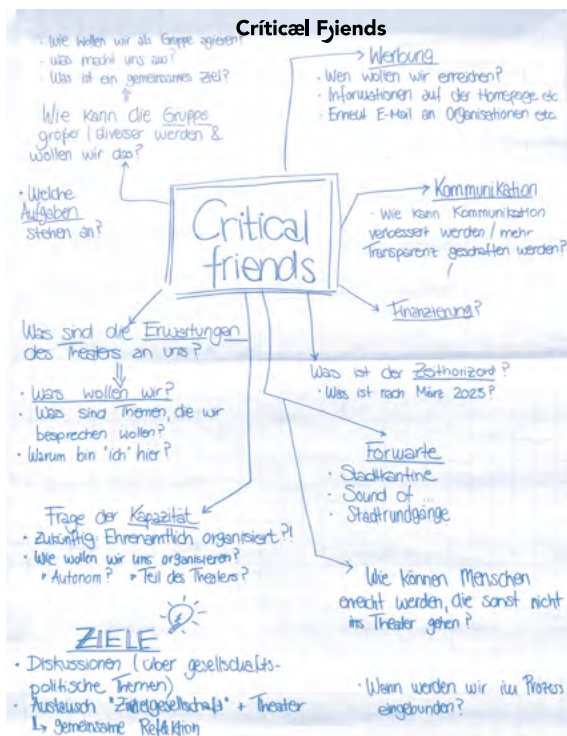 Críticæl Fjends
· Wie wollen wir als Gruppe agieren?
· Was macht uns aus?
· Was ist ein gemeinsames Ziel?
Wie kann die Gruppe
größer / diverser werden &
wollen wir das?
· Welche
Aufgaben
stehen an?
Werbung
· Wen wollen wir erreichen?
· Informationen auf der Homepage etc.
· Erneut E-Mail an Organisationen etc.
Kommunikation
· Wie kann Kommunikation
verbessert werden / mehr
Transparent geschaffen werden?
Critical
friends
Finanzierung?
Was sind die Erwartungen
des Theaters an uns?
· Was wollen wir?
· Was sind Themen, die wir
besprechen wollen?
· Warum bin "ich" hier?
Was ist der Zeithorizont?
· Was ist nach März 2025?
Formate
· Stadtkantine
· Sound of ...
· Stadtrundgänge
Frage der Kapazität
· Zukünftig: Ehrenamtlich organisiert?!
· Wie wollen wir uns organisieren?
Autonom? Teil des Theaters?
Wie können Menschen
erreicht werden, die sonst nicht
ins Theater gehen?
ZIELE
· Diskussionen (über gesellschafts-
politische Themen)
· Austausch "Zivilgesellschaft" + Theater
↳ gemeinsame Reflektion
· Wann werden wir im Prozess
eingebunden?